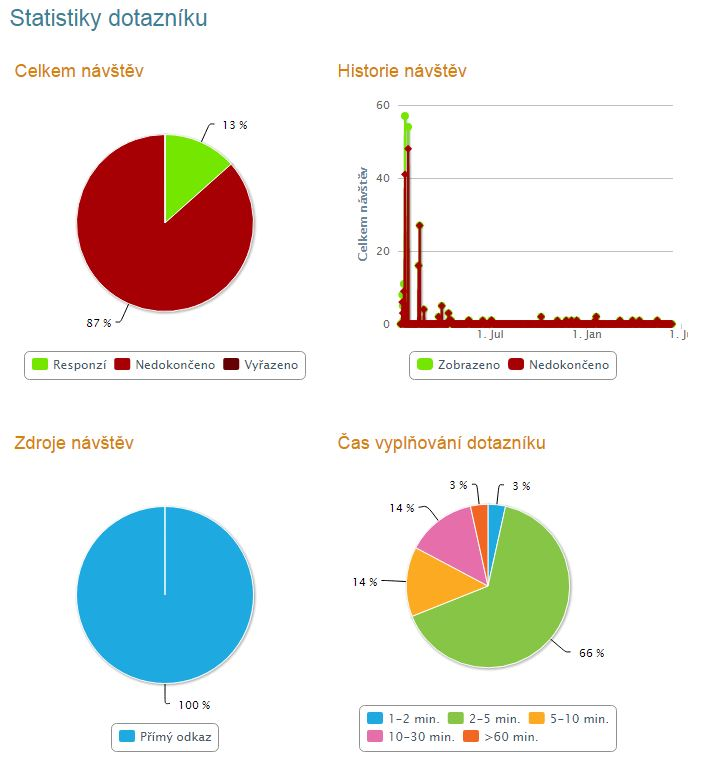 Statistiky dotazníku
Celkem návštěv
13 %
87 %
Responzí Nedokončeno Vyřazeno
Historie návštěv
60
40
20
0
Celkem návštěv
1. Jul 1. Jan 1. Ju
Zobrazeno Nedokončeno
Zdroje návštěv
100 %
Přímý odkaz
Čas vyplňování dotazníku
3 % 3 %
14 %
14 %
66 %
1-2 min. 2-5 min. 5-10 min.
10-30 min. >60 min.